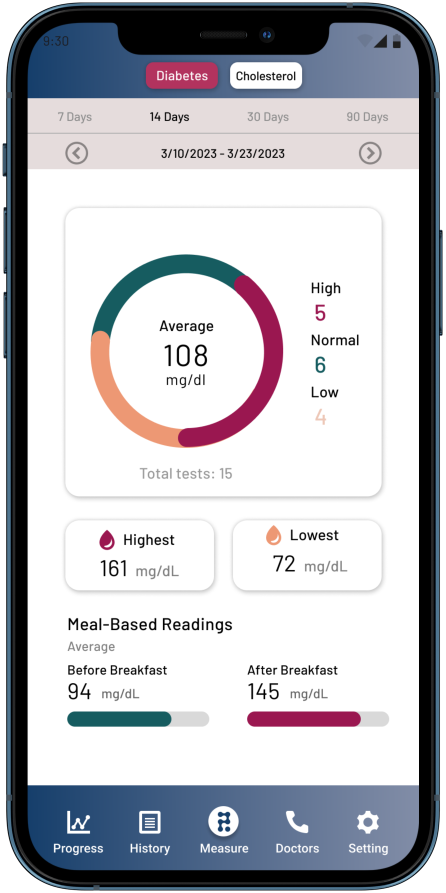 9:30
Diabetes Cholesterol
7 Days 14 Days 30 Days 90 Days
3/10/2023 - 3/23/2023
High
5
Average
Normal
108
6
mg/dl
Low
4
Total tests: 15
Highest
161 mg/dL
Lowest
72 mg/dL
Meal-Based Readings
Average
Before Breakfast
94 mg/dL
After Breakfast
145 mg/dL
Progress History Measure Doctors Setting